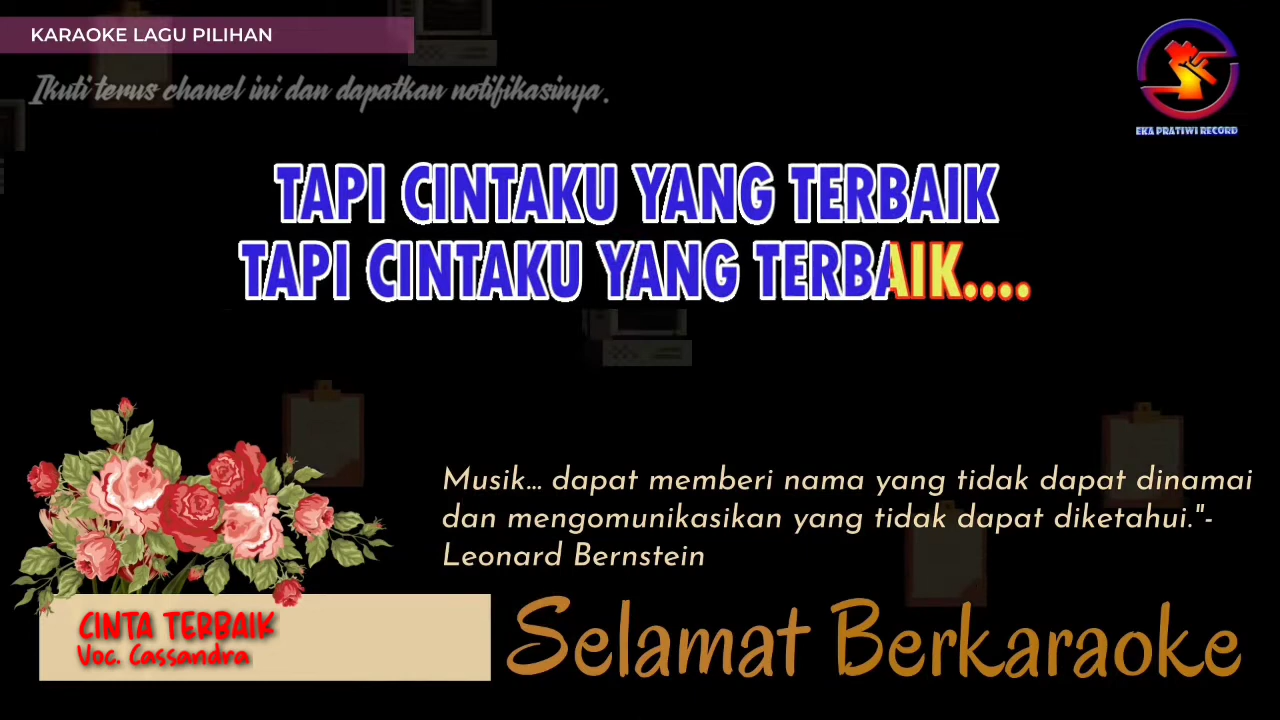 KARAOKE LAGU PILIHAN
Ikuti terus chanel ini dan dapatkan notifikasinya.
EKA PRATIWI RECORD
TAPI CINTAKU YANG TERBAIK
TAPI CINTAKU YANG TERBAIK....
Musik... dapat memberi nama yang tidak dapat dinamai
dan mengomunikasikan yang tidak dapat diketahui."-
Leonard Bernstein
CINTA TERBAIK
Voc. Cassandra
Selamat Berkaraoke